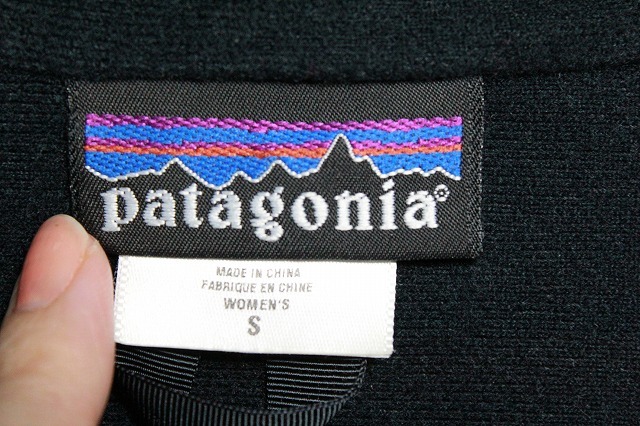 patagonia®
MADE IN CHINA
FABRIQUE EN CHINE
WOMEN'S
S